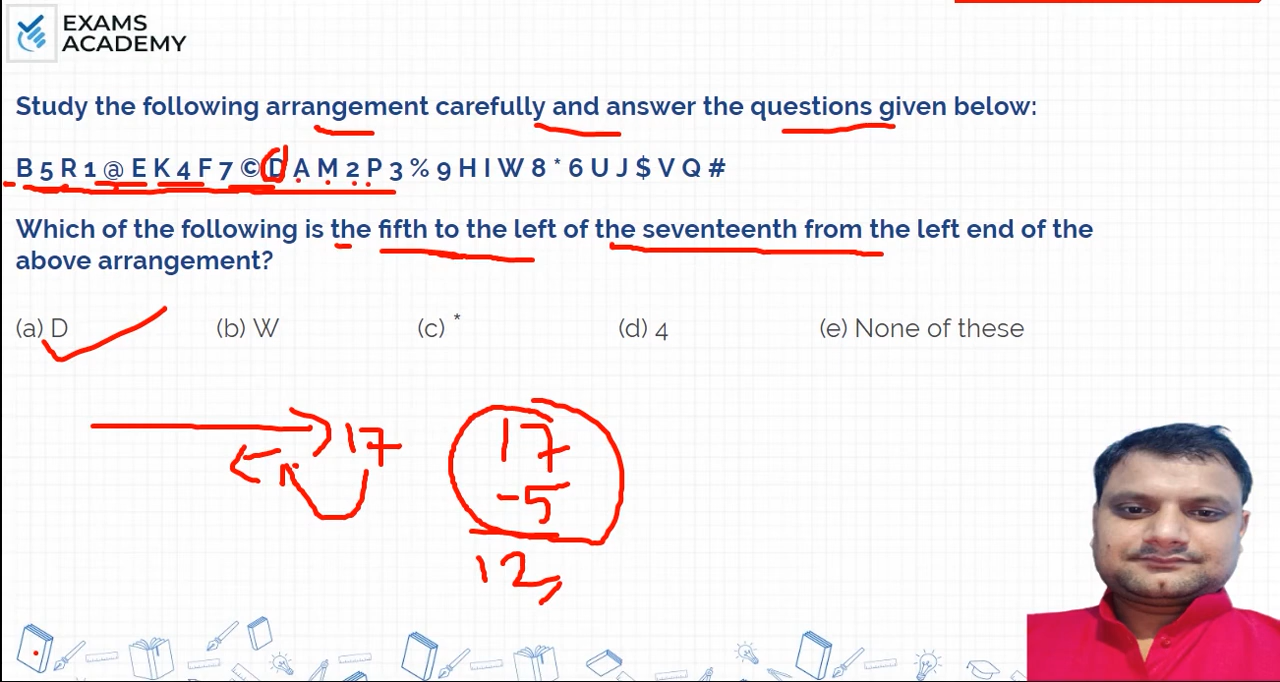 EXAMS
ACADEMY
Study the following arrangement carefully and answer the questions given below:
B 5 R 1 @ E K 4 F 7 © D A M 2 P 3 % 9 H I W 8 * 6 U J $ V Q #
Which of the following is the fifth to the left of the seventeenth from the left end of the
above arrangement?
(a) D (b) W (c) * (d) 4 (e) None of these
17 17
-5
12,